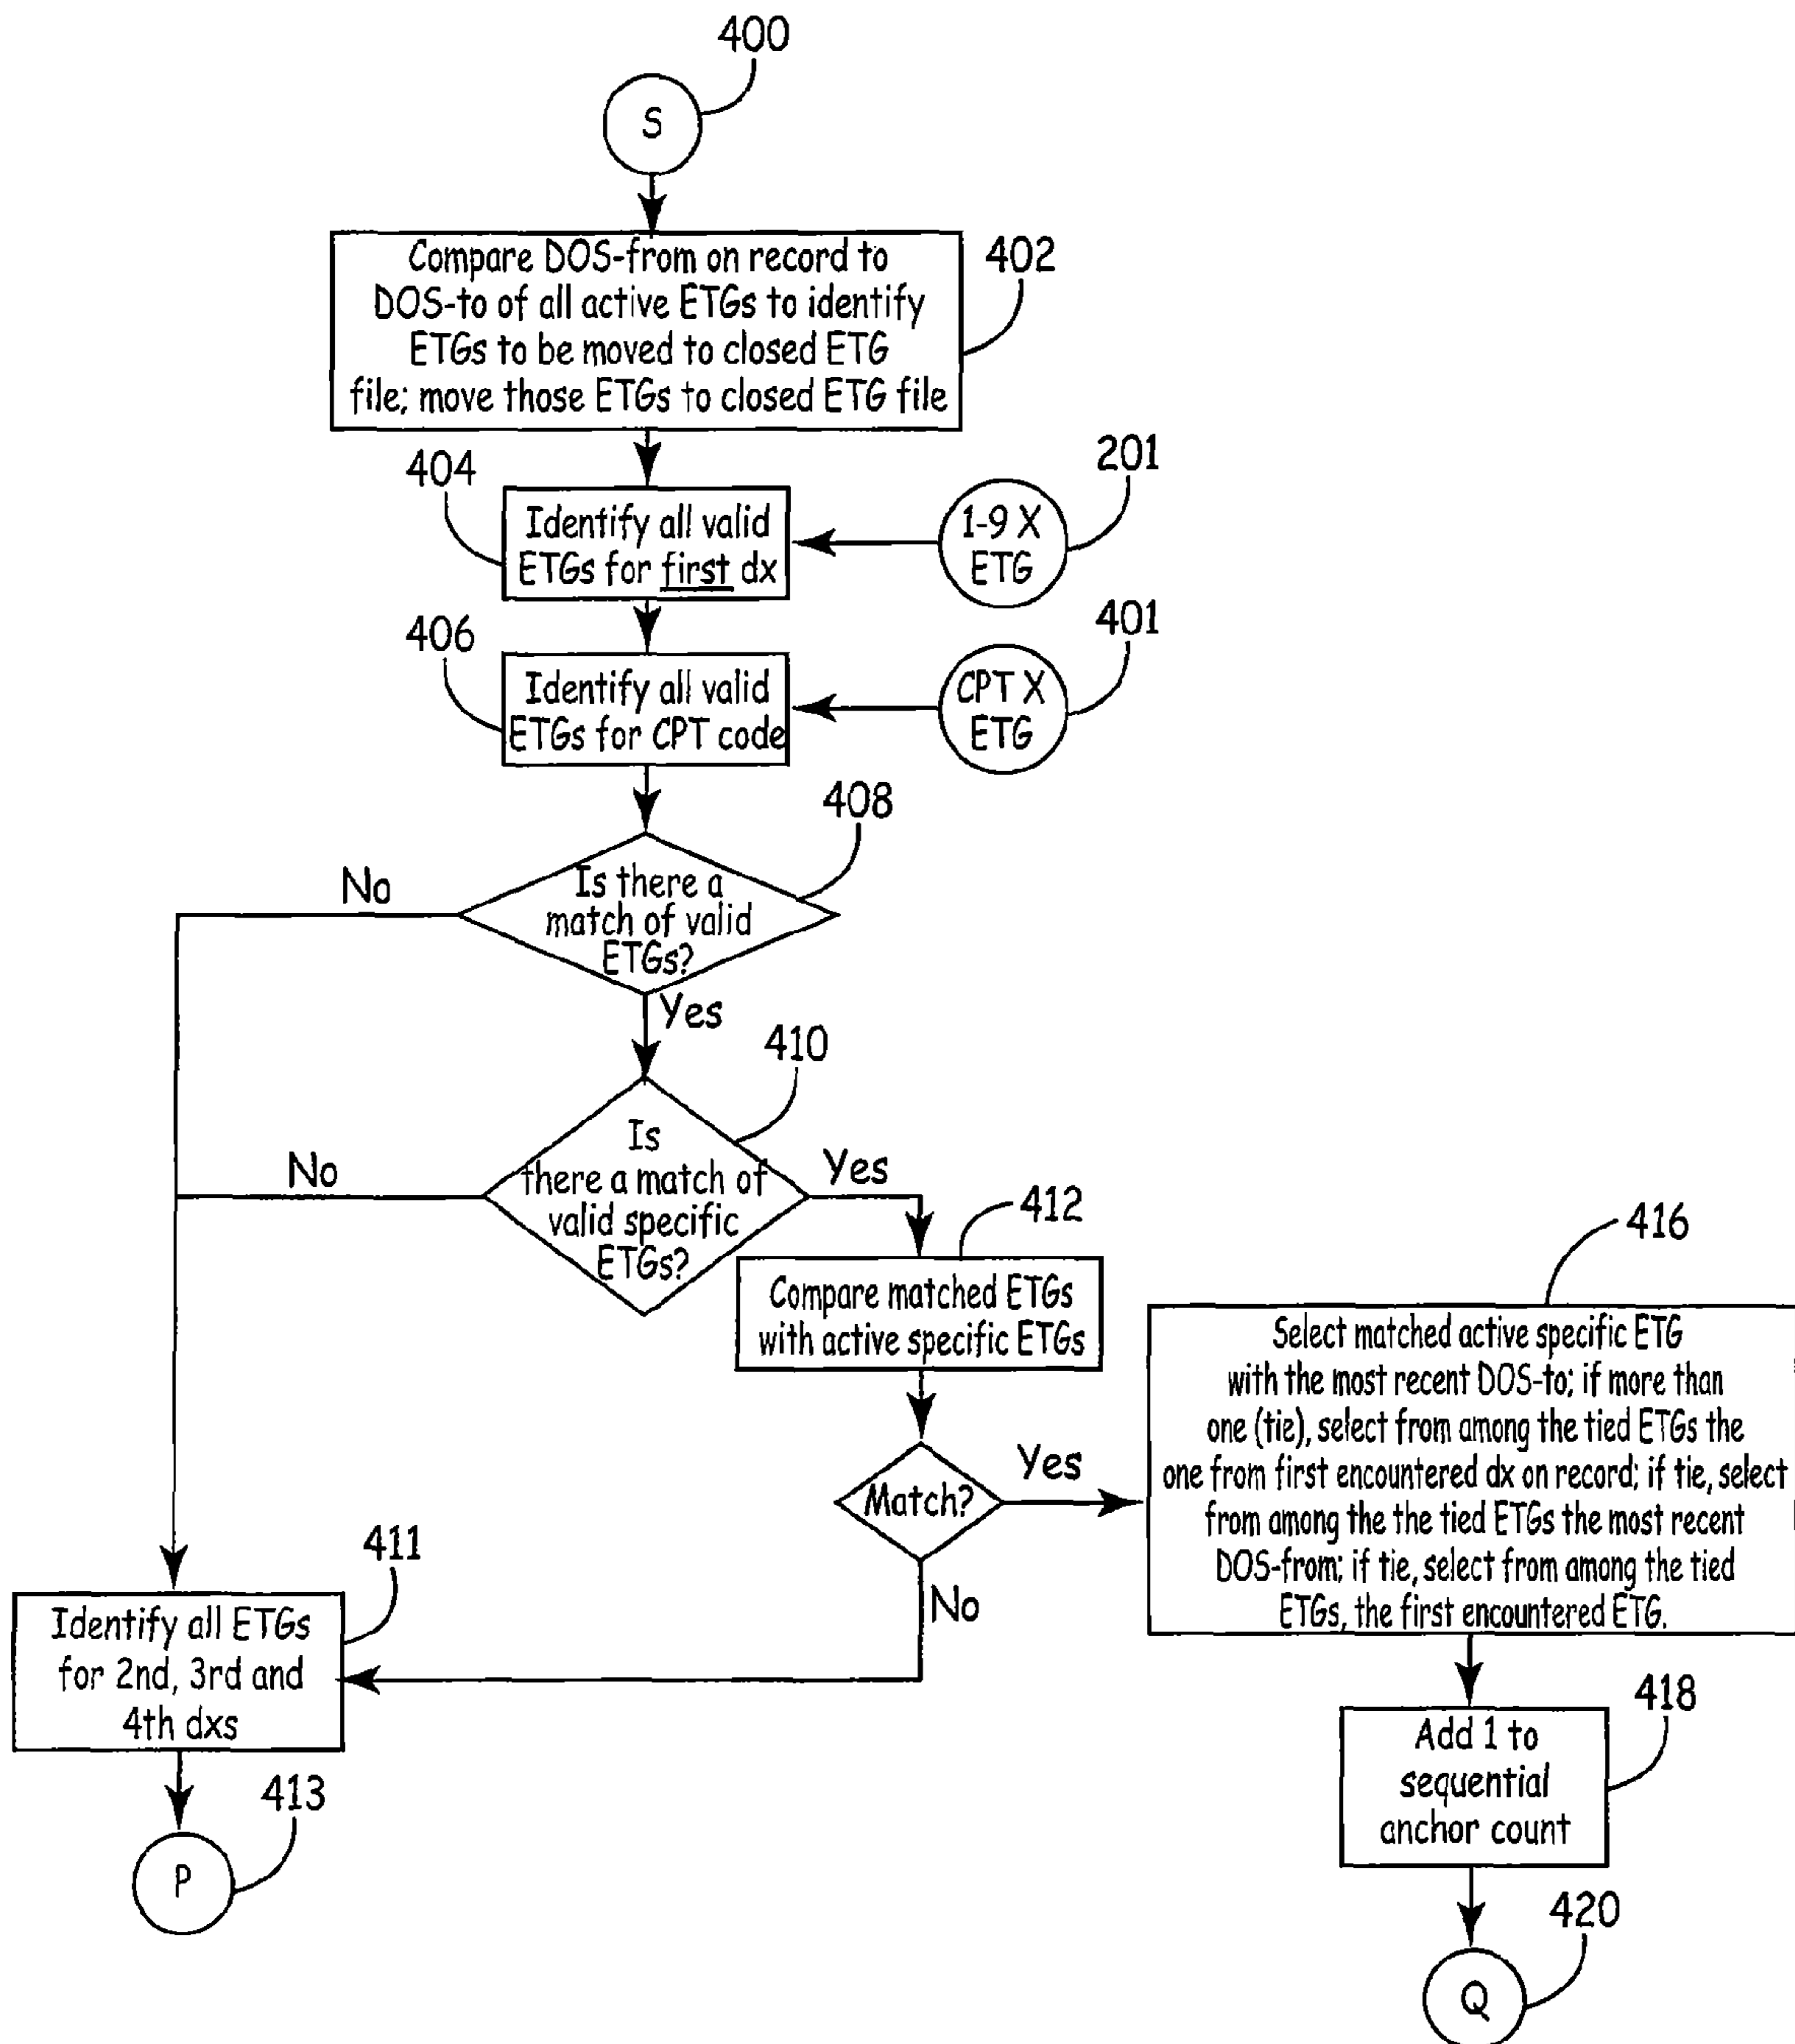 400
S
Compare DOS-from on record to
DOS-to of all active ETGs to identify
ETGs to be moved to closed ETG
file; move those ETGs to closed ETG file
402
404
Identify all valid
ETGs for first dx
1-9 X
ETG
201
406
Identify all valid
ETGs for CPT code
CPT X
ETG
401
408
Is there a
match of valid
ETGs?
No
Yes
410
Is
there a match of
valid specific
ETGs?
No
Yes
412
Compare matched ETGs
with active specific ETGs
416
Select matched active specific ETG
with the most recent DOS-to; if more than
one (tie), select from among the tied ETGs the
one from first encountered dx on record; if tie, select
from among the the tied ETGs the most recent
DOS-from; if tie, select from among the tied
ETGs, the first encountered ETG.
Match?
Yes
No
411
Identify all ETGs
for 2nd, 3rd and
4th dxs
413
P
418
Add 1 to
sequential
anchor count
420
Q